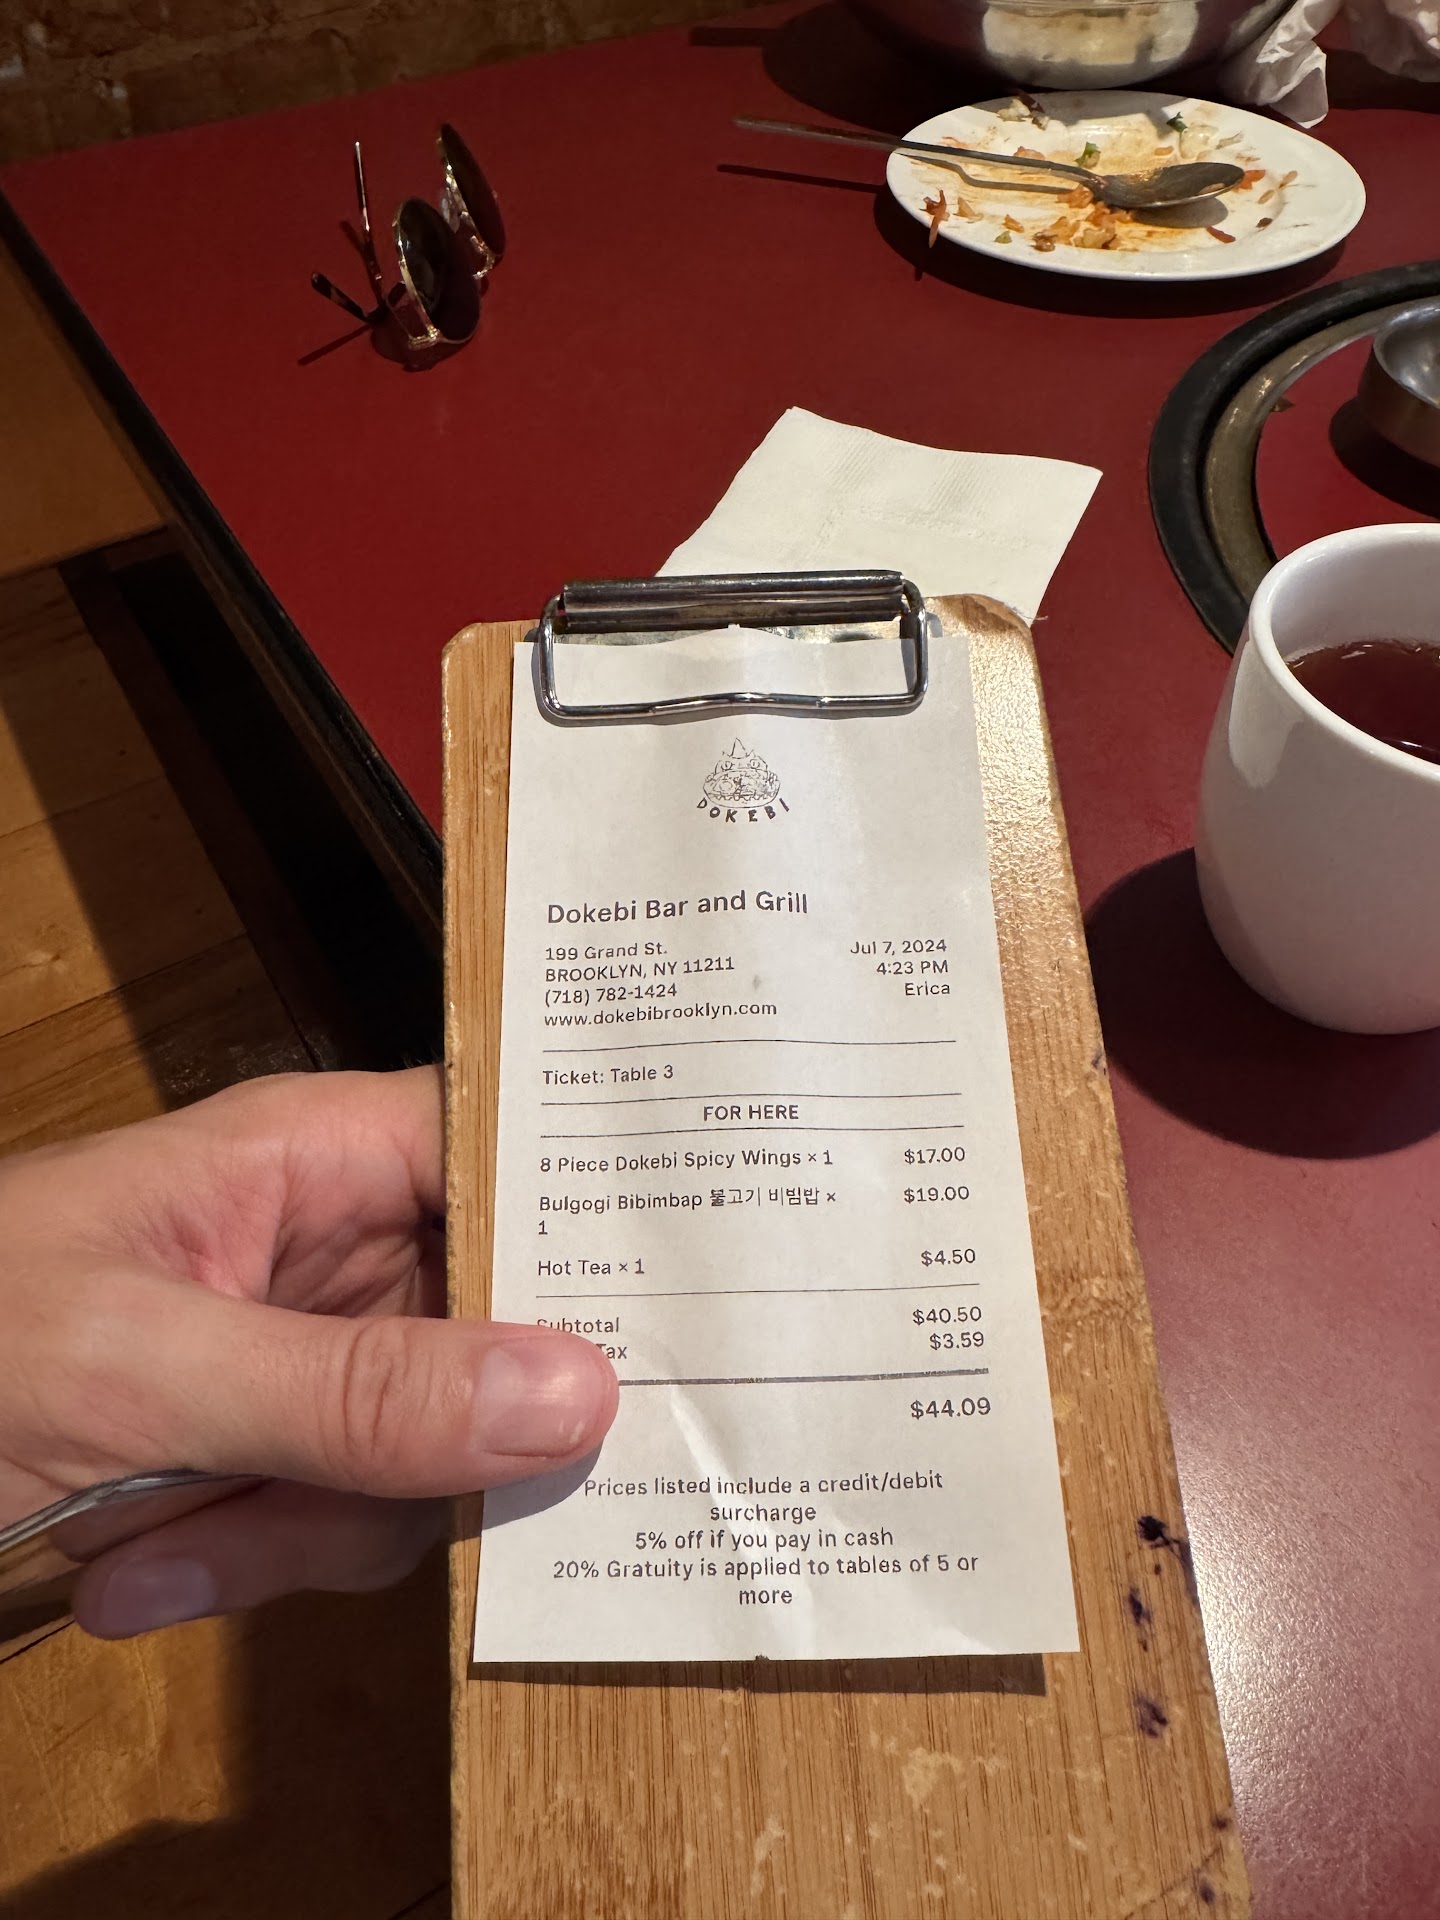 DOKEBI
Dokebi Bar and Grill
199 Grand St.
BROOKLYN, NY 11211
(718) 782-1424
www.dokebibrooklyn.com
Jul 7, 2024
4:23 PM
Erica
Ticket: Table 3
FOR HERE
8 Piece Dokebi Spicy Wings × 1 $17.00
Bulgogi Bibimbap 불고기 비빔밥 × $19.00
1
Hot Tea × 1 $4.50
Subtotal $40.50
Tax $3.59
$44.09
Prices listed include a credit/debit
surcharge
5% off if you pay in cash
20% Gratuity is applied to tables of 5 or
more